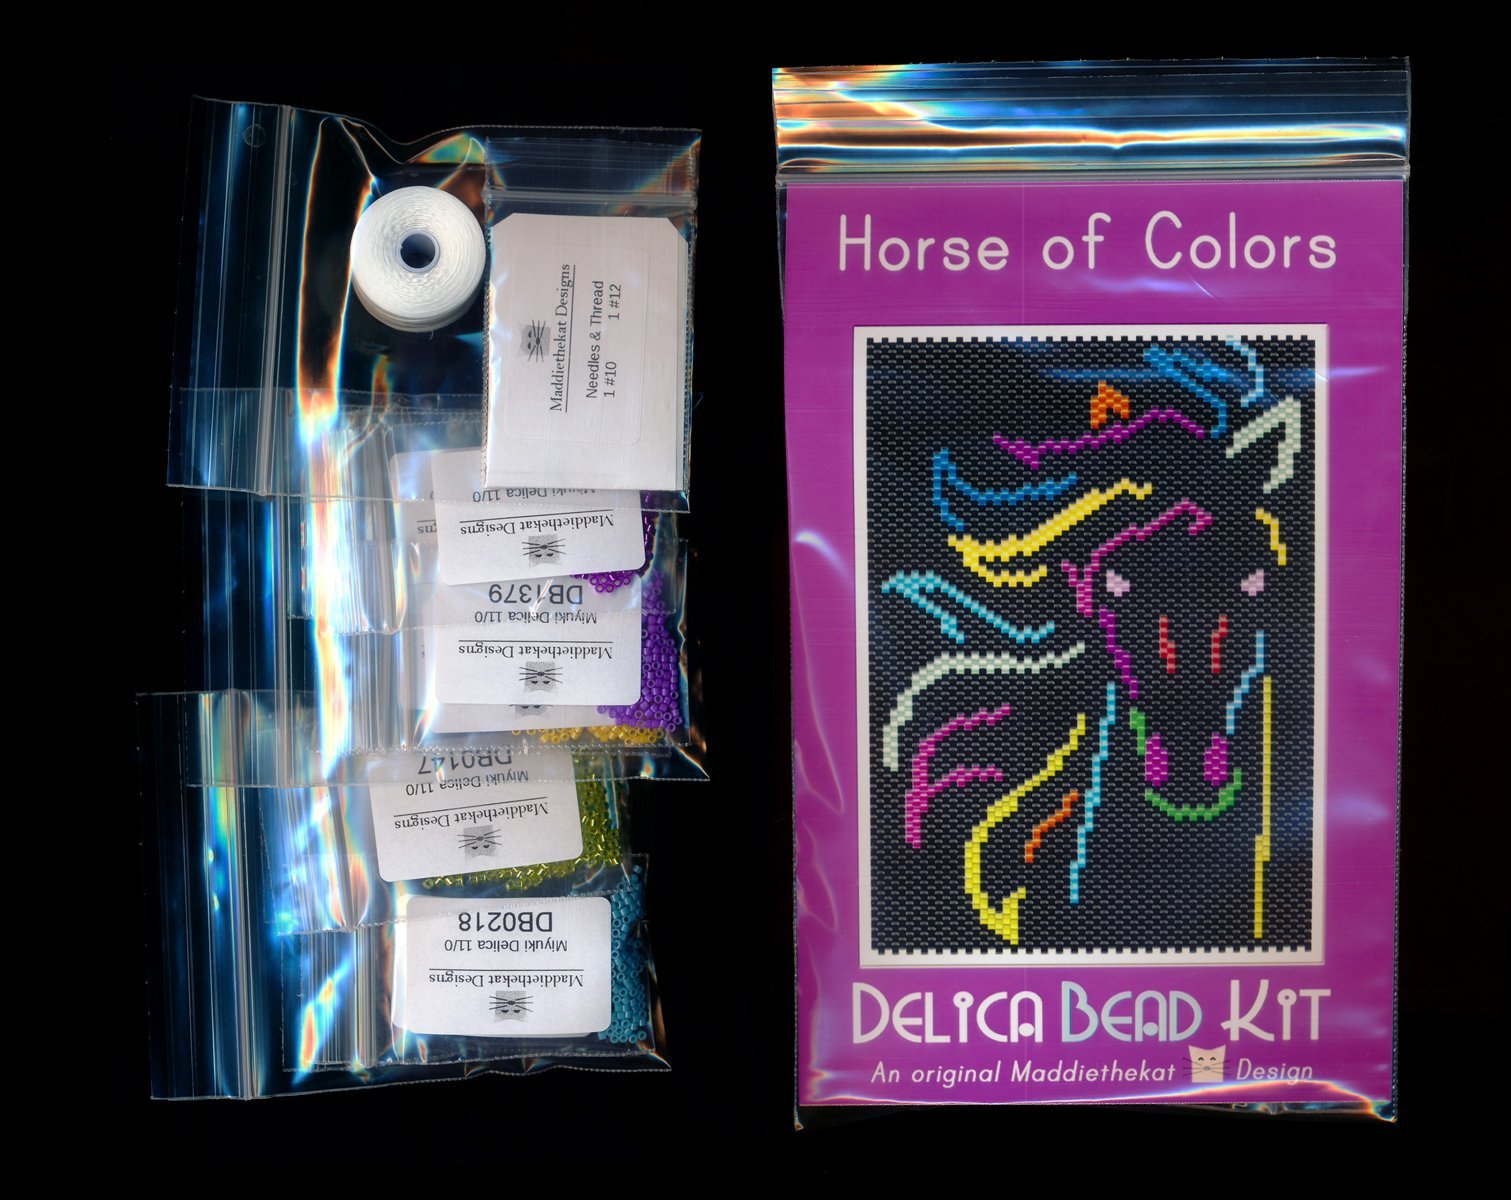 Maddiethekat Designs
Needles & Thread
1 #10 1 #12
Miyuki Delica 11/0
Maddiethekat Designs
DB1379
Miyuki Delica 11/0
Maddiethekat Designs
DB0147
Miyuki Delica 11/0
Maddiethekat Designs
DB0218
Miyuki Delica 11/0
Maddiethekat Designs
Horse of Colors
DELiCA BEAD KiT
An original Maddiethekat Design